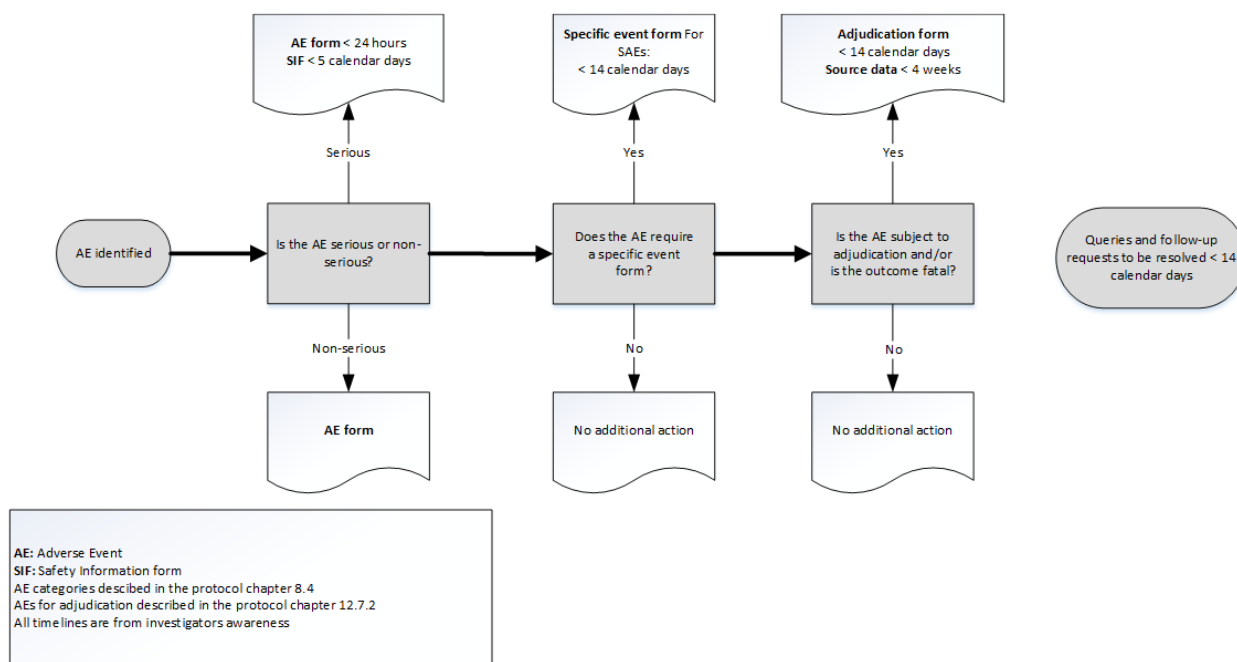 AE form < 24 hours
SIF < 5 calendar days
Specific event form For
SAEs:
< 14 calendar days
Adjudication form
< 14 calendar days
Source data < 4 weeks
Serious
Yes
Yes
AE identified
Is the AE serious or non-
serious?
Does the AE require
a specific event
form?
Is the AE subject to
adjudication and/or
is the outcome fatal?
Queries and follow-up
requests to be resolved < 14
calendar days
Non-serious
No
No
AE form
No additional action
No additional action
AE: Adverse Event
SIF: Safety Information form
AE categories descibed in the protocol chapter 8.4
AEs for adjudication described in the protocol chapter 12.7.2
All timelines are from investigators awareness